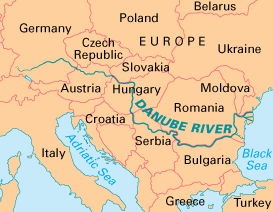 Belarus
Poland
Germany
EUROPE
Czech
Republic
Ukraine
Slovakia
Austria
Hungary
Moldova
Romania
DANUBE RIVER
Croatia
Serbia
Italy
Adriatic Sea
Bulgaria
Black
Sea
Greece
Turkey